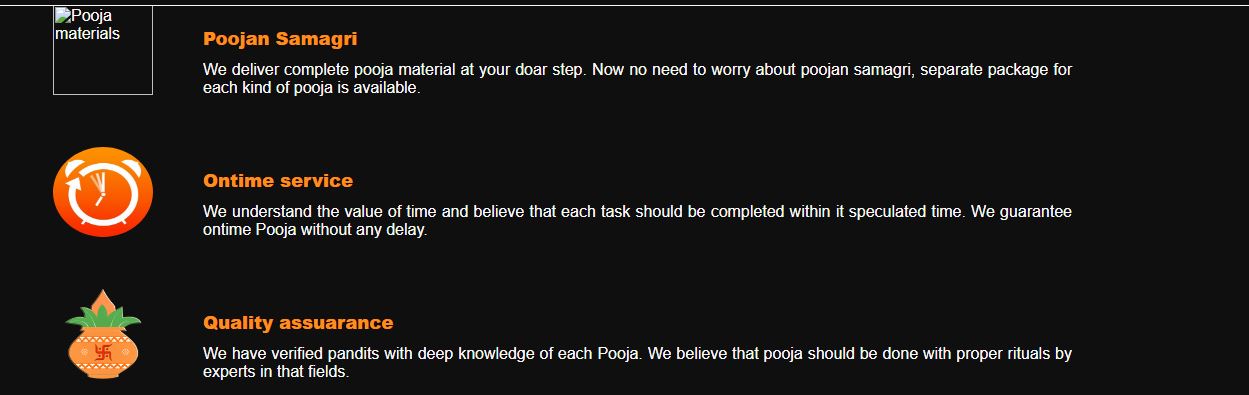 Pooja
materials
Poojan Samagri
We deliver complete pooja material at your doar step. Now no need to worry about poojan samagri, separate package for
each kind of pooja is available.
Ontime service
We understand the value of time and believe that each task should be completed within it speculated time. We guarantee
ontime Pooja without any delay.
Quality assuarance
We have verified pandits with deep knowledge of each Pooja. We believe that pooja should be done with proper rituals by
experts in that fields.